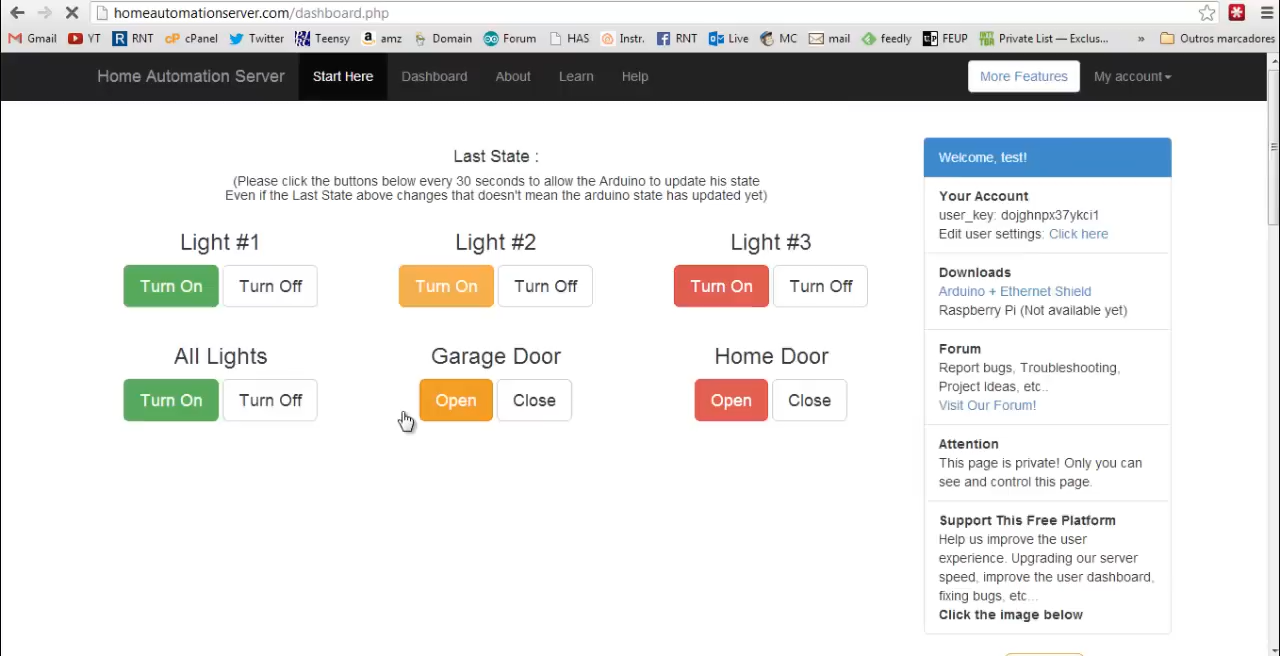 homeautomationserver.com/dashboard.php
Gmail YT RNT cPanel Twitter Teensy amz Domain Forum HAS Instr. RNT Live MC mail feedly FEUP Private List — Exclus... » Outros marcadores
Home Automation Server Start Here Dashboard About Learn Help More Features My account
Last State :
(Please click the buttons below every 30 seconds to allow the Arduino to update his state
Even if the Last State above changes that doesn't mean the arduino state has updated yet)
Light #1 Light #2 Light #3
Turn On Turn Off Turn On Turn Off Turn On Turn Off
All Lights Garage Door Home Door
Turn On Turn Off Open Close Open Close
Welcome, test!
Your Account
user_key: dojghnpx37ykci1
Edit user settings: Click here
Downloads
Arduino + Ethernet Shield
Raspberry Pi (Not available yet)
Forum
Report bugs, Troubleshooting,
Project Ideas, etc..
Visit Our Forum!
Attention
This page is private! Only you can
see and control this page.
Support This Free Platform
Help us improve the user
experience. Upgrading our server
speed, improve the user dashboard,
fixing bugs, etc...
Click the image below